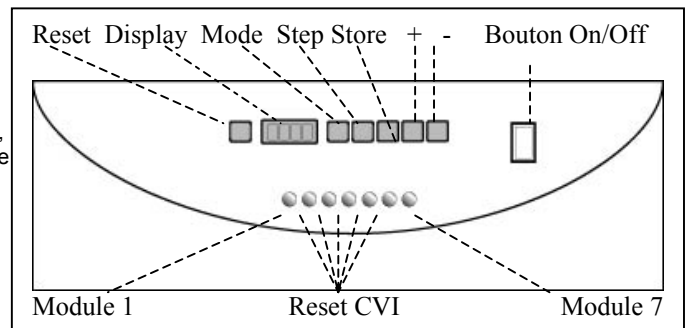 Reset Display Mode Step Store + - Bouton On/Off
,
e
Module 1 Reset CVI Module 7